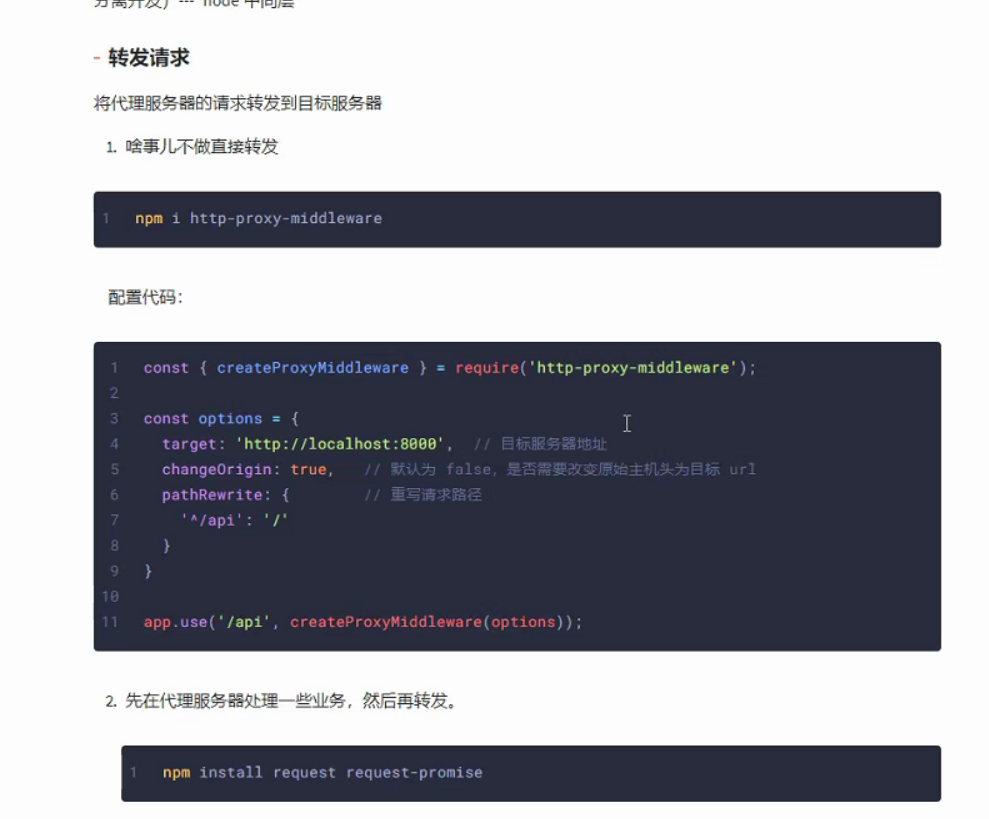 分离开发) --- node 中间层
- 转发请求
将代理服务器的请求转发到目标服务器
1. 啥事儿不做直接转发
1 npm i http-proxy-middleware
配置代码：
1 const { createProxyMiddleware } = require('http-proxy-middleware');
2
3 const options = {
4 target: 'http://localhost:8000', // 目标服务器地址
5 changeOrigin: true, // 默认为 false，是否需要改变原始主机头为目标 url
6 pathRewrite: { // 重写请求路径
7 '^/api': '/'
8 }
9 }
10
11 app.use('/api', createProxyMiddleware(options));
2. 先在代理服务器处理一些业务，然后再转发。
1 npm install request request-promise